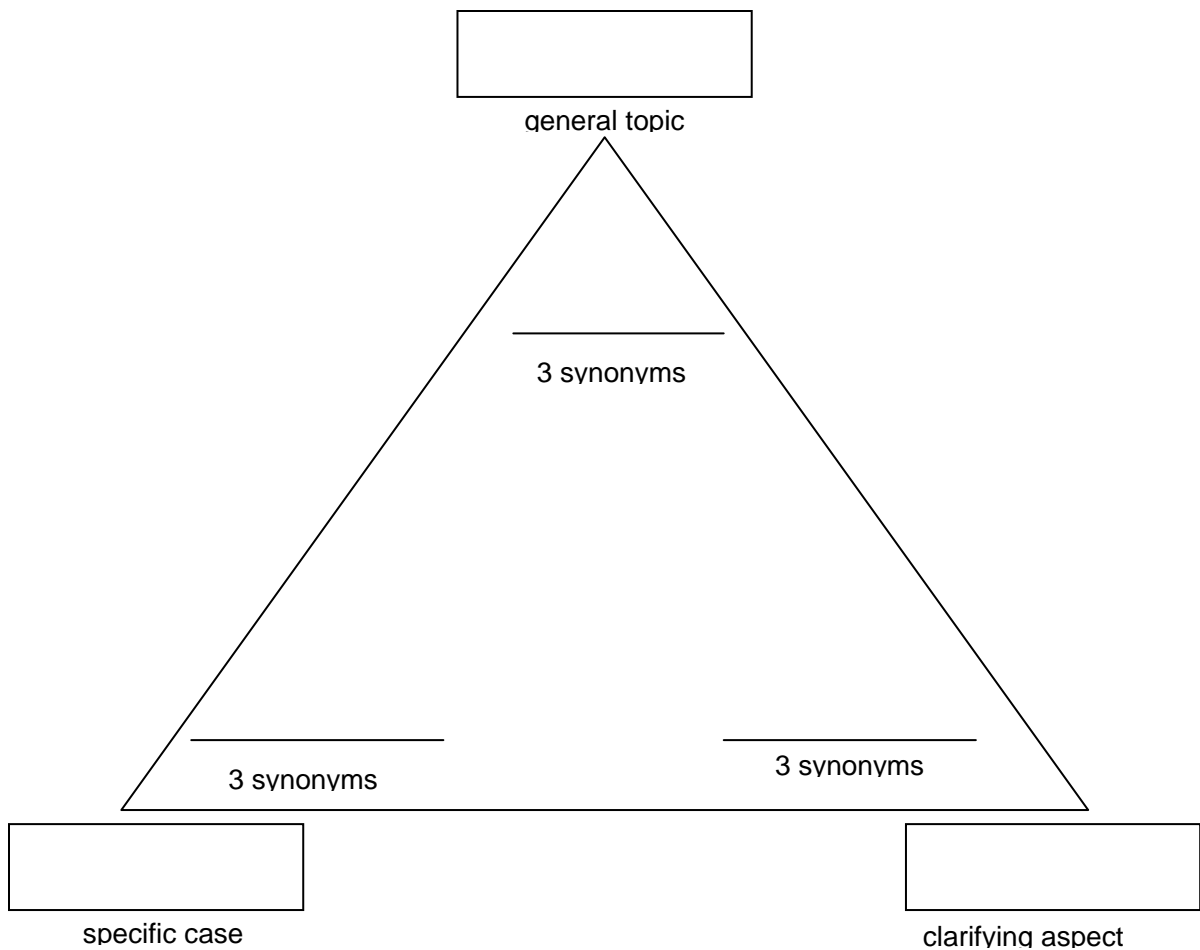 general topic
3 synonyms
3 synonyms
3 synonyms
specific case
clarifying aspect